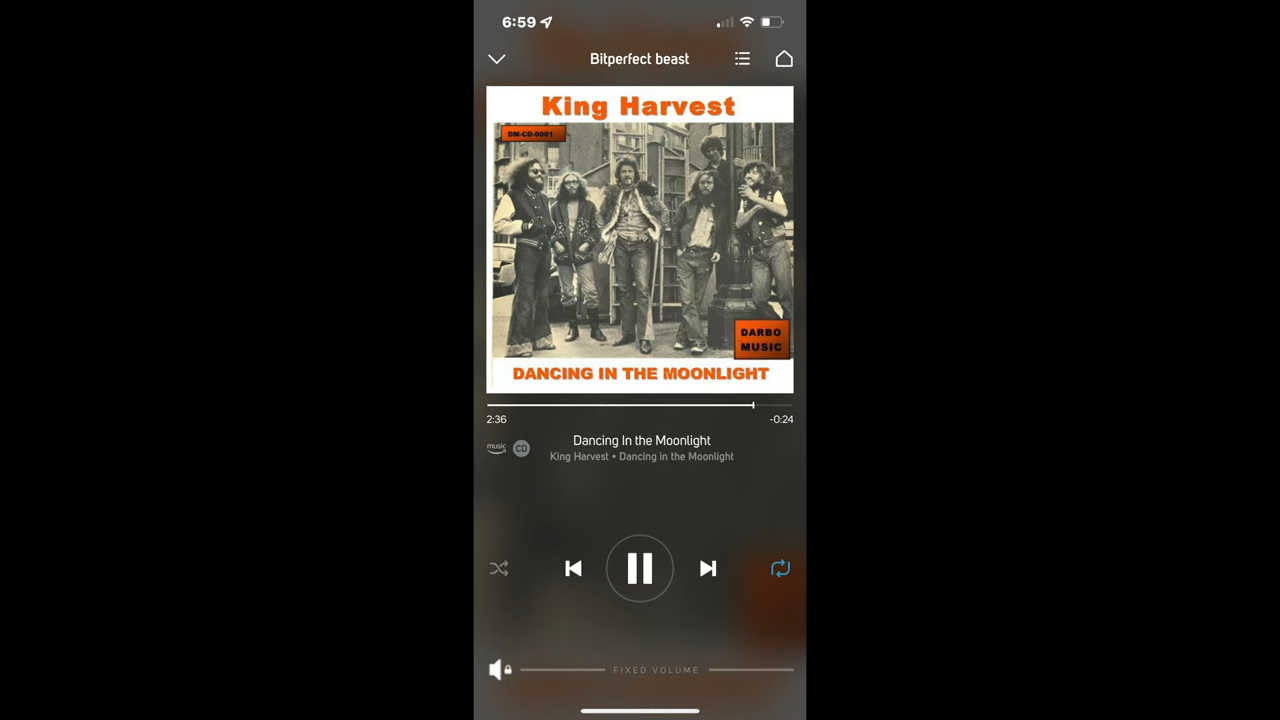 6:59
Bitperfect beast
King Harvest
DM-CD-0001
DARBO
MUSIC
DANCING IN THE MOONLIGHT
2:36
-0:24
music
CD
Dancing In the Moonlight
King Harvest • Dancing in the Moonlight
FIXED VOLUME